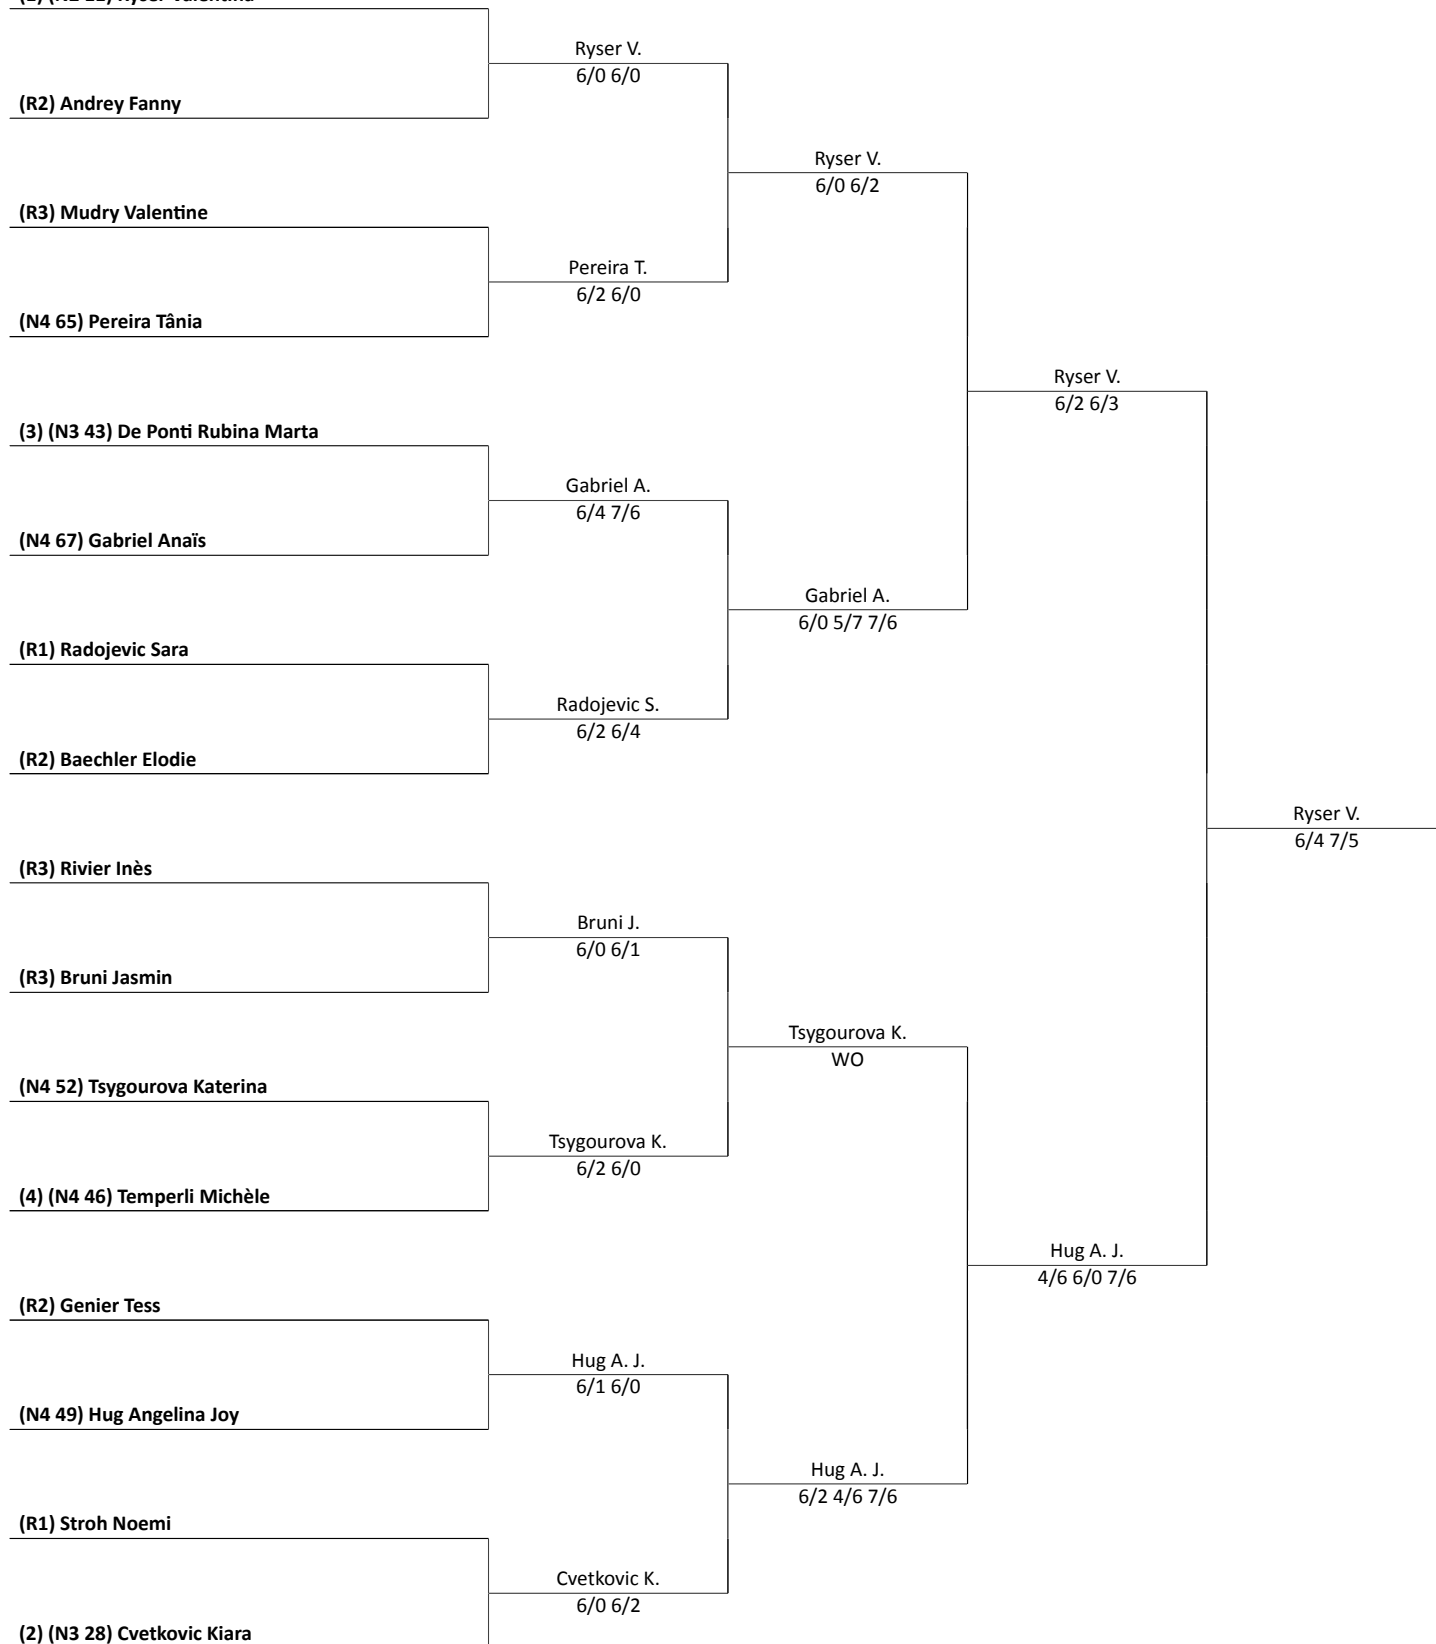 Ryser V.
6/0 6/0
(R2) Andrey Fanny
Ryser V.
6/0 6/2
(R3) Mudry Valentine
Pereira T.
6/2 6/0
(N4 65) Pereira Tânia
Ryser V.
6/2 6/3
(3) (N3 43) De Ponti Rubina Marta
Gabriel A.
6/4 7/6
(N4 67) Gabriel Anaïs
Gabriel A.
6/0 5/7 7/6
(R1) Radojevic Sara
Radojevic S.
6/2 6/4
(R2) Baechler Elodie
Ryser V.
6/4 7/5
(R3) Rivier Inès
Bruni J.
6/0 6/1
(R3) Bruni Jasmin
Tsygourova K.
WO
(N4 52) Tsygourova Katerina
Tsygourova K.
6/2 6/0
(4) (N4 46) Temperli Michèle
Hug A. J.
4/6 6/0 7/6
(R2) Genier Tess
Hug A. J.
6/1 6/0
(N4 49) Hug Angelina Joy
Hug A. J.
6/2 4/6 7/6
(R1) Stroh Noemi
Cvetkovic K.
6/0 6/2
(2) (N3 28) Cvetkovic Kiara